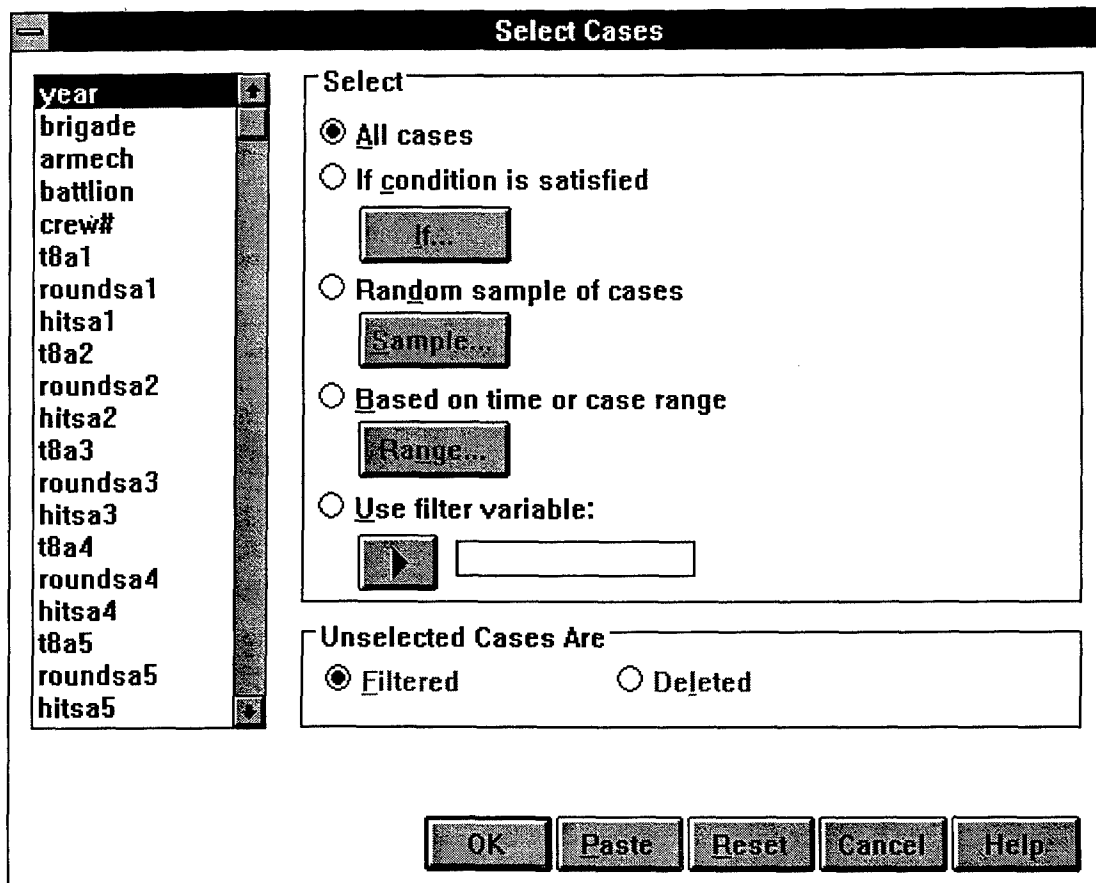 Select Cases
year
brigade
armech
battlion
crew#
t8a1
roundsa1
hitsa1
t8a2
roundsa2
hitsa2
t8a3
roundsa3
hitsa3
t8a4
roundsa4
hitsa4
t8a5
roundsa5
hitsa5
Select
All cases
If condition is satisfied
If...
Random sample of cases
Sample...
Based on time or case range
Range...
Use filter variable:
Unselected Cases Are
Filtered
Deleted
OK
Paste
Reset
Cancel
Help